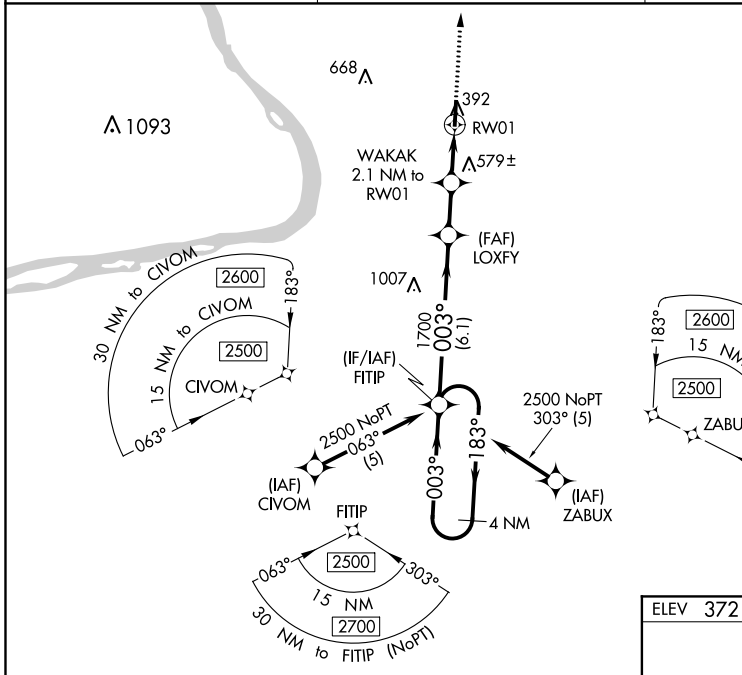 668
392
RW01
1093
WAKAK
2.1 NM to
RW01
579±
(FAF)
LOXFY
1007
30 NM to CIVOM
2600
183°
15 NM to CIVOM
2500
CIVOM
063°
1700
003°
(6.1)
(IF/IAF)
FITIP
183°
2600
15 NM
2500
ZABU
2500 NoPT
063°
(5)
2500 NoPT
303° (5)
003°
183°
(IAF)
CIVOM
(IAF)
ZABUX
4 NM
FITIP
063°
2500
303°
15 NM
2700
30 NM to FITIP (NoPT)
ELEV 372